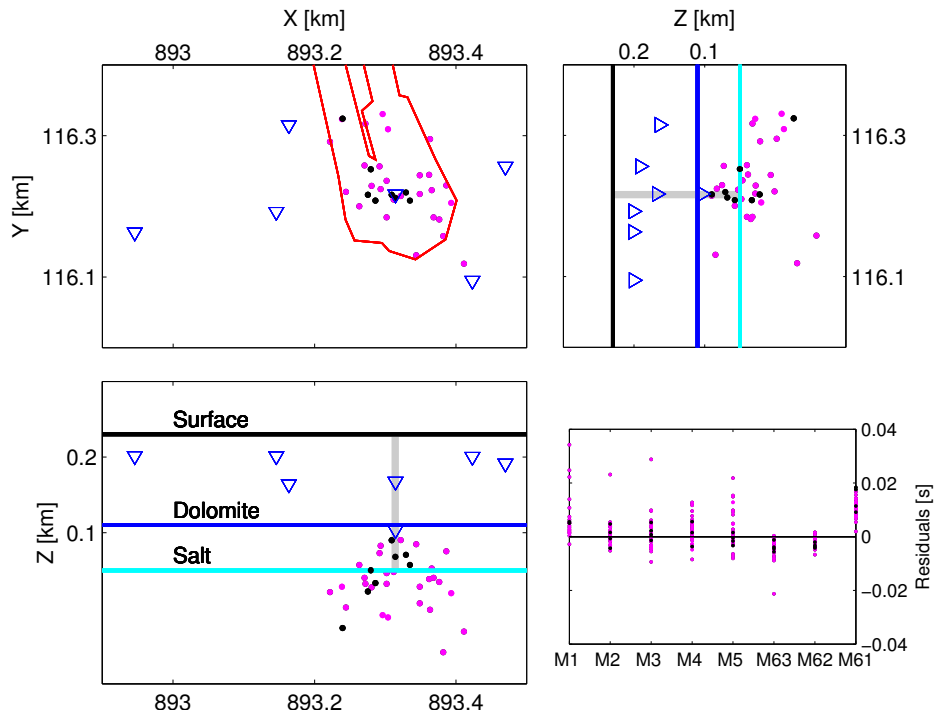 X [km]
893 893.2 893.4
Z [km]
0.2 0.1
Y [km]
116.3
116.1
116.3
116.1
Surface
Dolomite
Salt
Z [km]
0.2
0.1
893 893.2 893.4
0.04
0.02
0
−0.02
−0.04
Residuals [s]
M1 M2 M3 M4 M5 M63 M62 M61